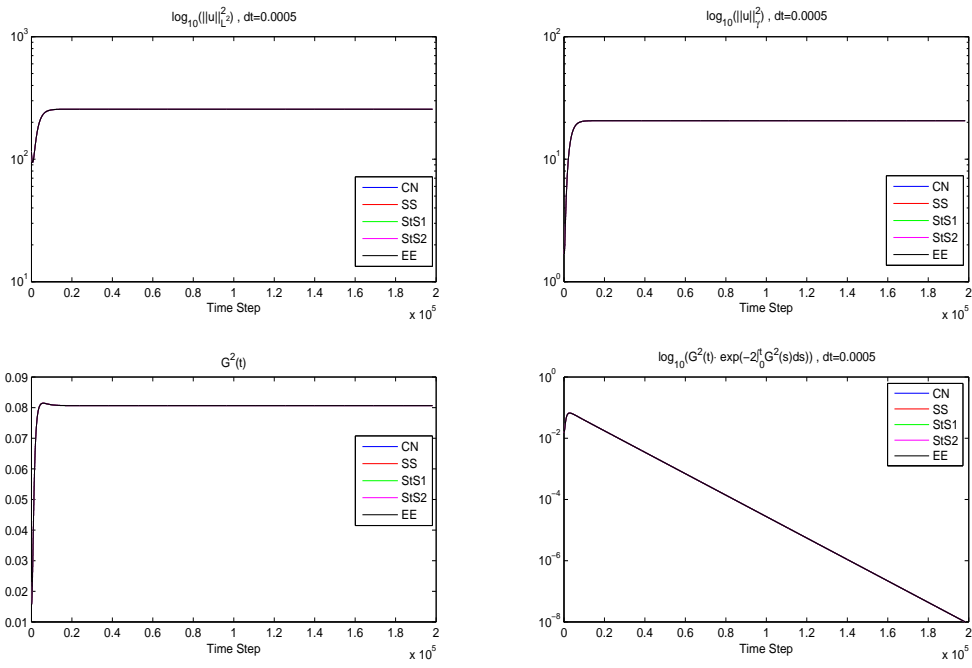 log₁₀(||u||²_L²) , dt=0.0005
10³
10²
10¹
0 0.2 0.4 0.6 0.8 1 1.2 1.4 1.6 1.8 2
Time Step
x 10⁵
CN
SS
StS1
StS2
EE
log₁₀(||u||²_γ) , dt=0.0005
10²
10¹
10⁰
0 0.2 0.4 0.6 0.8 1 1.2 1.4 1.6 1.8 2
Time Step
x 10⁵
CN
SS
StS1
StS2
EE
G²(t)
0.09
0.08
0.07
0.06
0.05
0.04
0.03
0.02
0.01
0 0.2 0.4 0.6 0.8 1 1.2 1.4 1.6 1.8 2
Time Step
x 10⁵
CN
SS
StS1
StS2
EE
log₁₀(G²(t)· exp(−2∫₀ᵗG²(s)ds)) , dt=0.0005
10⁰
10⁻²
10⁻⁴
10⁻⁶
10⁻⁸
0 0.2 0.4 0.6 0.8 1 1.2 1.4 1.6 1.8 2
Time Step
x 10⁵
CN
SS
StS1
StS2
EE